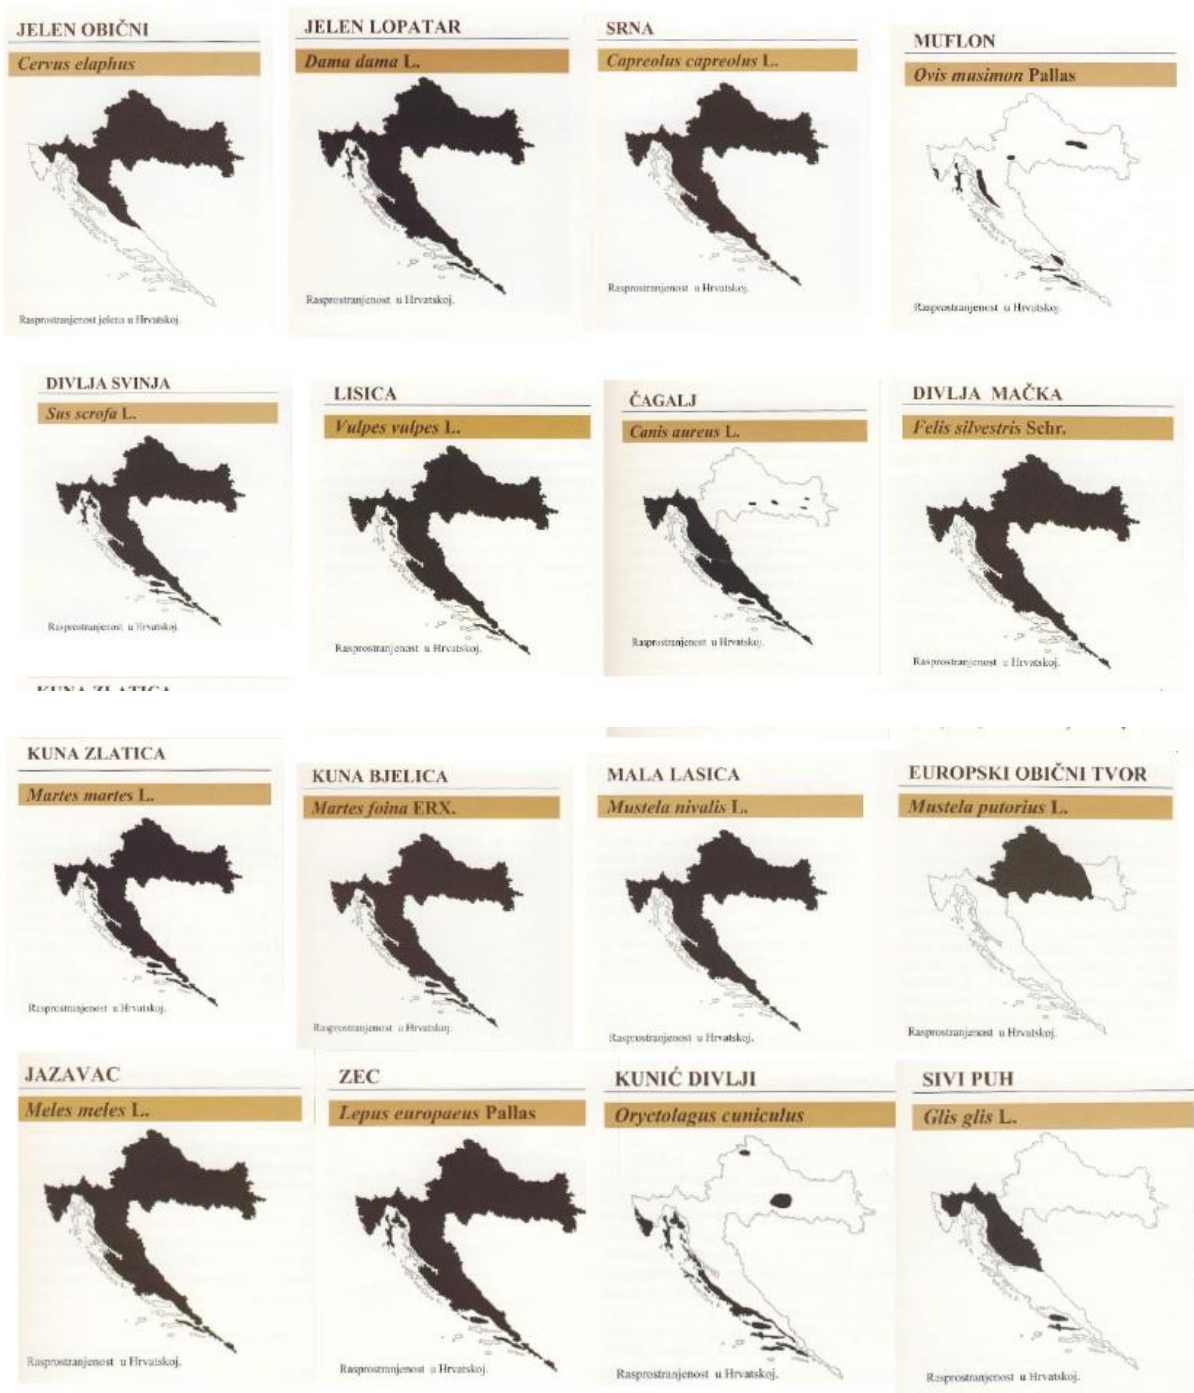 JELEN OBIČNI
Cervus elaphus
Rasprostranjenost jelena u Hrvatskoj.
JELEN LOPATAR
Dama dama L.
Rasprostranjenost u Hrvatskoj.
SRNA
Capreolus capreolus L.
Rasprostranjenost u Hrvatskoj.
MUFLON
Ovis musimon Pallas
Rasprostranjenost u Hrvatskoj.
DIVLJA SVINJA
Sus scrofa L.
Rasprostranjenost u Hrvatskoj.
LISICA
Vulpes vulpes L.
Rasprostranjenost u Hrvatskoj.
ČAGALJ
Canis aureus L.
Rasprostranjenost u Hrvatskoj.
DIVLJA MAČKA
Felis silvestris Schr.
Rasprostranjenost u Hrvatskoj.
KUNA ZLATICA
KUNA ZLATICA
Martes martes L.
Rasprostranjenost u Hrvatskoj.
KUNA BJELICA
Martes foina ERX.
Rasprostranjenost u Hrvatskoj.
MALA LASICA
Mustela nivalis L.
Rasprostranjenost u Hrvatskoj.
EUROPSKI OBIČNI TVOR
Mustela putorius L.
Rasprostranjenost u Hrvatskoj.
JAZAVAC
Meles meles L.
Rasprostranjenost u Hrvatskoj.
ZEC
Lepus europaeus Pallas
Rasprostranjenost u Hrvatskoj.
KUNIĆ DIVLJI
Oryctolagus cuniculus
Rasprostranjenost u Hrvatskoj.
SIVI PUH
Glis glis L.
Rasprostranjenost u Hrvatskoj.